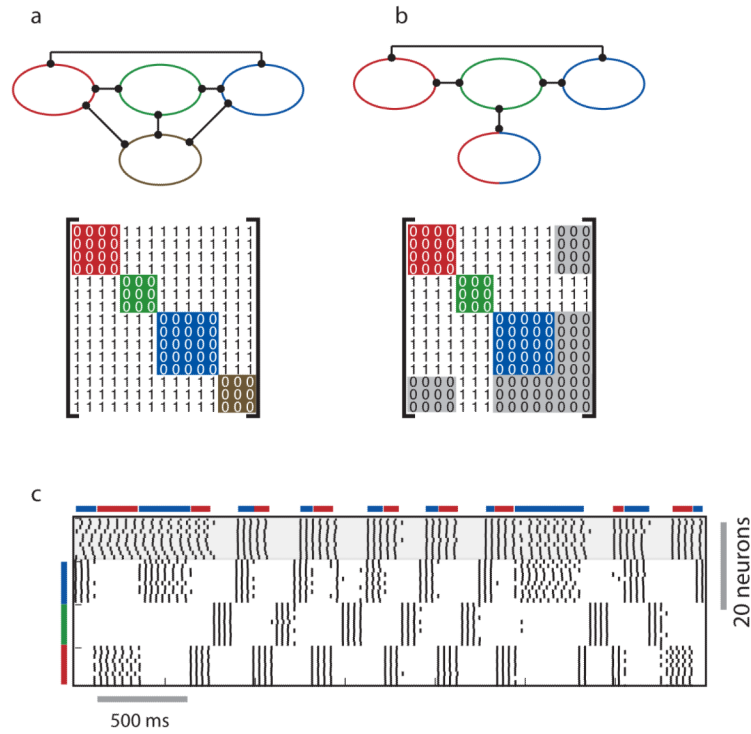 a
b
0 0 0 0 1 1 1 1 1 1 1 1 1 1 1
0 0 0 0 1 1 1 1 1 1 1 1 1 1 1
0 0 0 0 1 1 1 1 1 1 1 1 1 1 1
0 0 0 0 1 1 1 1 1 1 1 1 1 1 1
1 1 1 1 0 0 0 1 1 1 1 1 1 1 1
1 1 1 1 0 0 0 1 1 1 1 1 1 1 1
1 1 1 1 0 0 0 1 1 1 1 1 1 1 1
1 1 1 1 1 1 1 0 0 0 0 0 1 1 1
1 1 1 1 1 1 1 0 0 0 0 0 1 1 1
1 1 1 1 1 1 1 0 0 0 0 0 1 1 1
1 1 1 1 1 1 1 0 0 0 0 0 1 1 1
1 1 1 1 1 1 1 0 0 0 0 0 1 1 1
1 1 1 1 1 1 1 1 1 1 1 1 0 0 0
1 1 1 1 1 1 1 1 1 1 1 1 0 0 0
1 1 1 1 1 1 1 1 1 1 1 1 0 0 0
0 0 0 0 1 1 1 1 1 1 1 1 0 0 0
0 0 0 0 1 1 1 1 1 1 1 1 0 0 0
0 0 0 0 1 1 1 1 1 1 1 1 0 0 0
0 0 0 0 1 1 1 1 1 1 1 1 0 0 0
1 1 1 1 0 0 0 1 1 1 1 1 1 1 1
1 1 1 1 0 0 0 1 1 1 1 1 1 1 1
1 1 1 1 0 0 0 1 1 1 1 1 1 1 1
1 1 1 1 1 1 1 0 0 0 0 0 0 0 0
1 1 1 1 1 1 1 0 0 0 0 0 0 0 0
1 1 1 1 1 1 1 0 0 0 0 0 0 0 0
1 1 1 1 1 1 1 0 0 0 0 0 0 0 0
1 1 1 1 1 1 1 0 0 0 0 0 0 0 0
0 0 0 0 1 1 1 0 0 0 0 0 0 0 0
0 0 0 0 1 1 1 0 0 0 0 0 0 0 0
0 0 0 0 1 1 1 0 0 0 0 0 0 0 0
c
20 neurons
500 ms